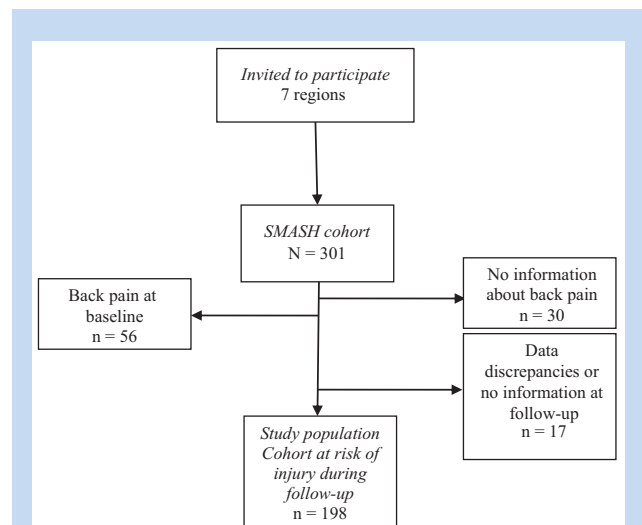 Invited to participate
7 regions
SMASH cohort
N = 301
No information
about back pain
n = 30
Back pain at
baseline
n = 56
Data
discrepancies or
no information at
follow-up
n = 17
Study population
Cohort at risk of
injury during
follow-up
n = 198